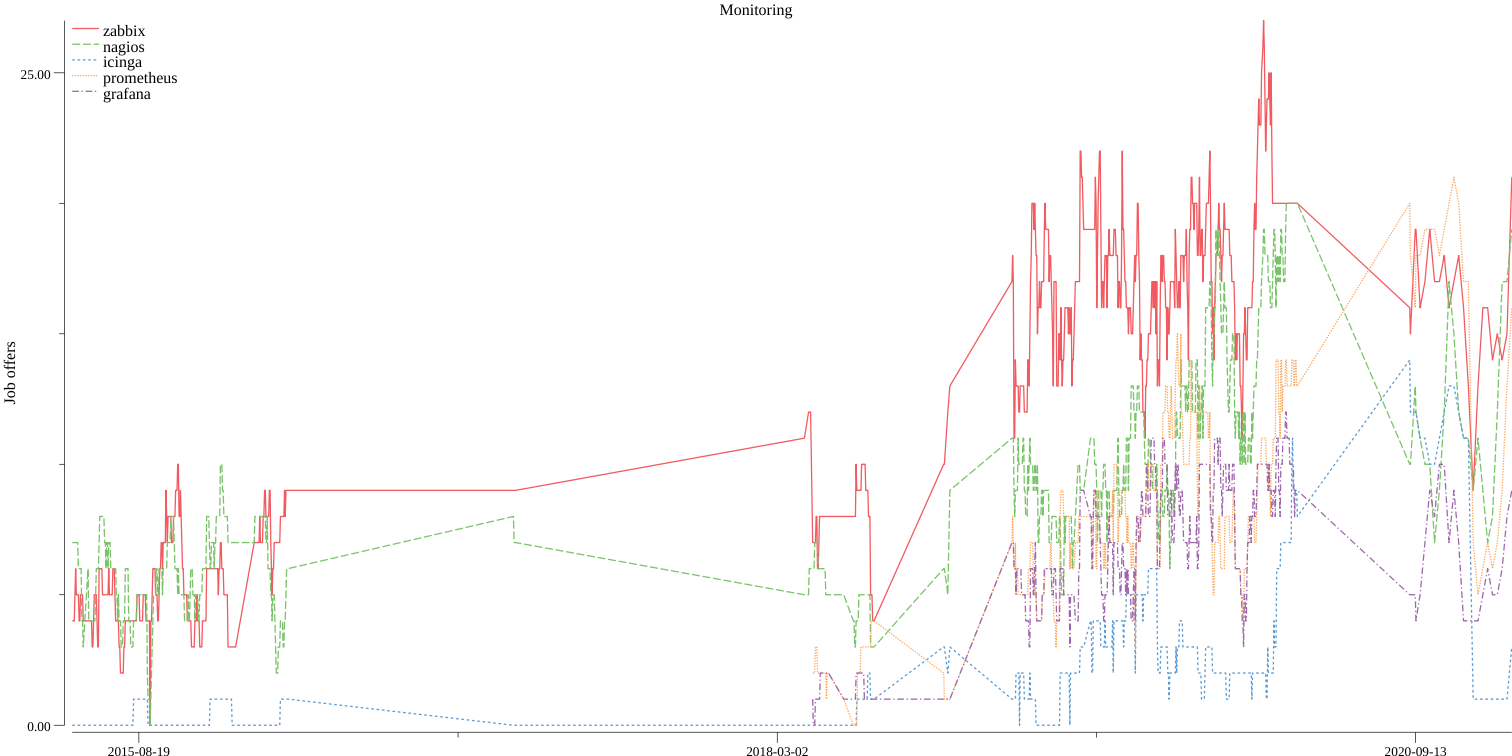 Monitoring
zabbix
nagios
icinga
prometheus
grafana
25.00
Job offers
0.00
2015-08-19
2018-03-02
2020-09-13